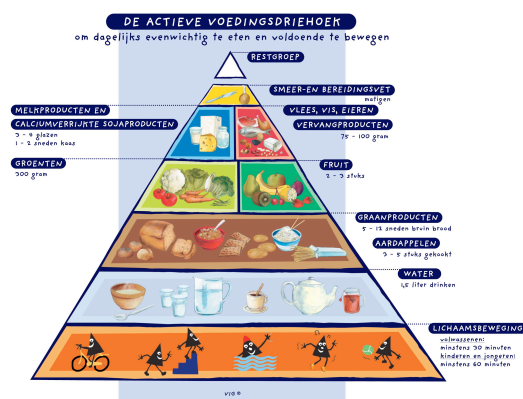 DE ACTIEVE VOEDINGSDRIEHOEK
om dagelijks evenwichtig te eten en voldoende te bewegen
RESTGROEP
SMEER-EN BEREIDINGSVET
matigen
MELKPRODUCTEN EN
CALCIUMVERRIJKTE SOJAPRODUCTEN
3 - 4 glazen
1 - 2 sneden kaas
VLEES, VIS, EIEREN
VERVANGPRODUCTEN
75 - 100 gram
GROENTEN
300 gram
FRUIT
2 - 3 stuks
GRAANPRODUCTEN
5 - 12 sneden bruin brood
AARDAPPELEN
3 - 5 stuks gekookt
WATER
1,5 liter drinken
LICHAAMSBEWEGING
volwassenen:
minstens 30 minuten
kinderen en jongeren:
minstens 60 minuten
VIG ©